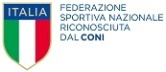 ITALIA
FEDERAZIONE
SPORTIVA NAZIONALE
RICONOSCIUTA
DAL CONI